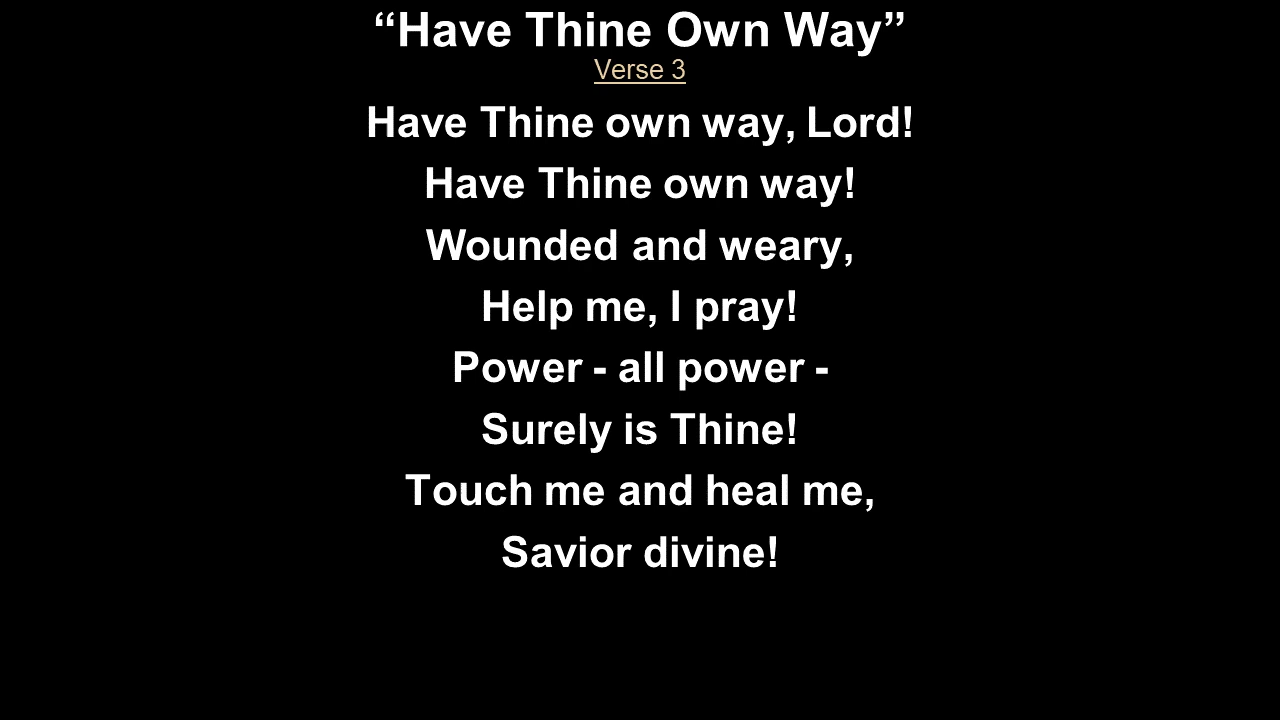 “Have Thine Own Way”
Verse 3
Have Thine own way, Lord!
Have Thine own way!
Wounded and weary,
Help me, I pray!
Power - all power -
Surely is Thine!
Touch me and heal me,
Savior divine!